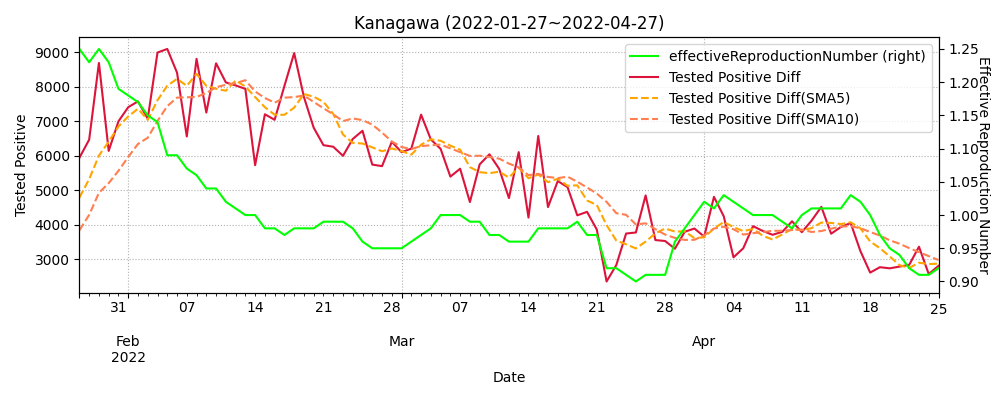 Kanagawa (2022-01-27~2022-04-27)
effectiveReproductionNumber (right)
Tested Positive Diff
Tested Positive Diff(SMA5)
Tested Positive Diff(SMA10)
Tested Positive
9000
8000
7000
6000
5000
4000
3000
1.25
1.20
1.15
1.10
1.05
1.00
0.95
0.90
Effective Reproduction Number
31 07 14 21 28 07 14 21 28 04 11 18 25
Feb Mar Apr
2022
Date